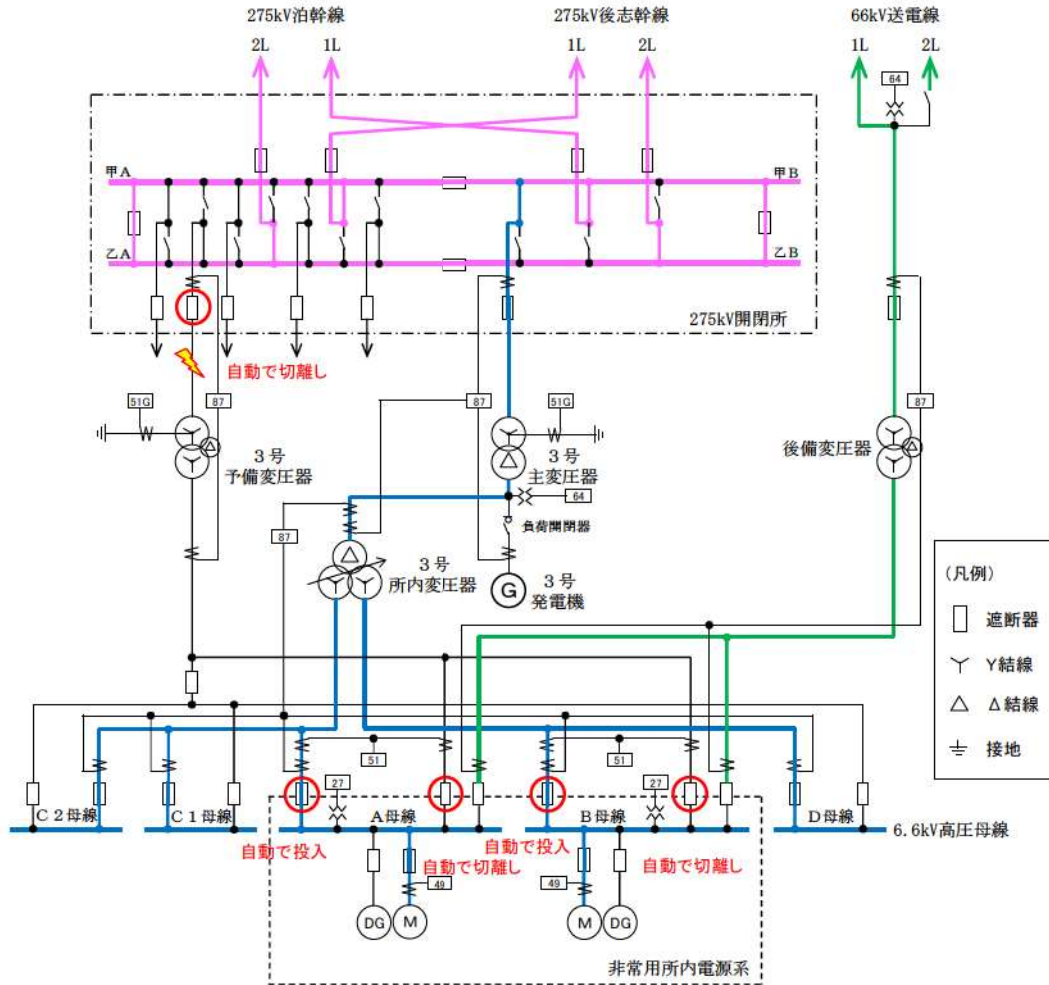 275kV泊幹線
275kV後志幹線
66kV送電線
2L
1L
1L
2L
1L
2L
64
甲A
甲B
乙A
乙B
275kV開閉所
自動で切離し
51G
87
87
51G
87
3号
予備変圧器
3号
主変圧器
後備変圧器
64
87
負荷開閉器
3号
所内変圧器
G
3号
発電機
(凡例)
遮断器
Y結線
Δ結線
接地
51
51
27
27
C2母線
C1母線
A母線
B母線
D母線
6.6kV高圧母線
自動で投入
自動で切離し
自動で投入
自動で切離し
49
49
DG
M
M
DG
非常用所内電源系